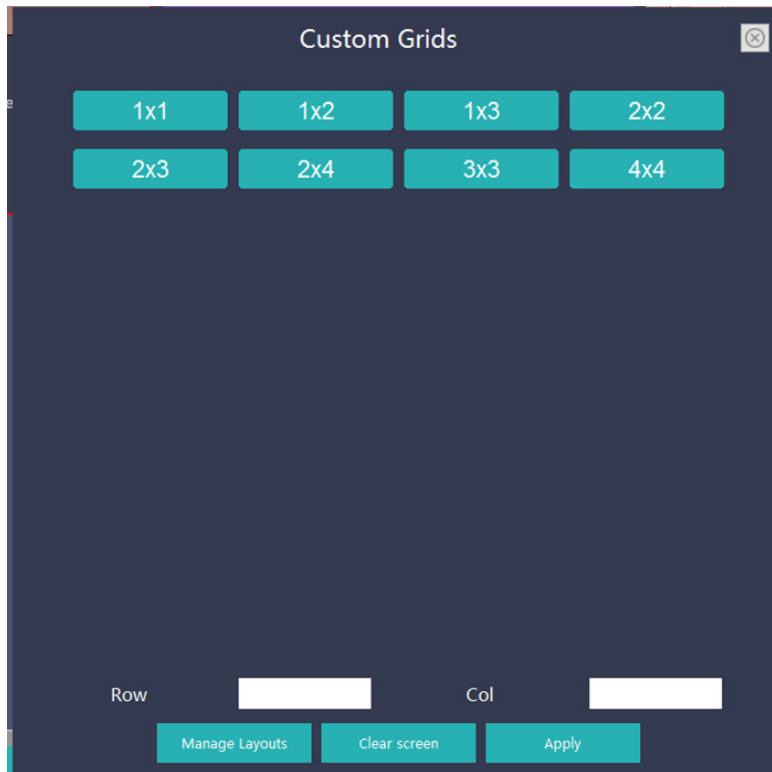 Custom Grids
1x1 1x2 1x3 2x2
2x3 2x4 3x3 4x4
Row Col
Manage Layouts Clear screen Apply